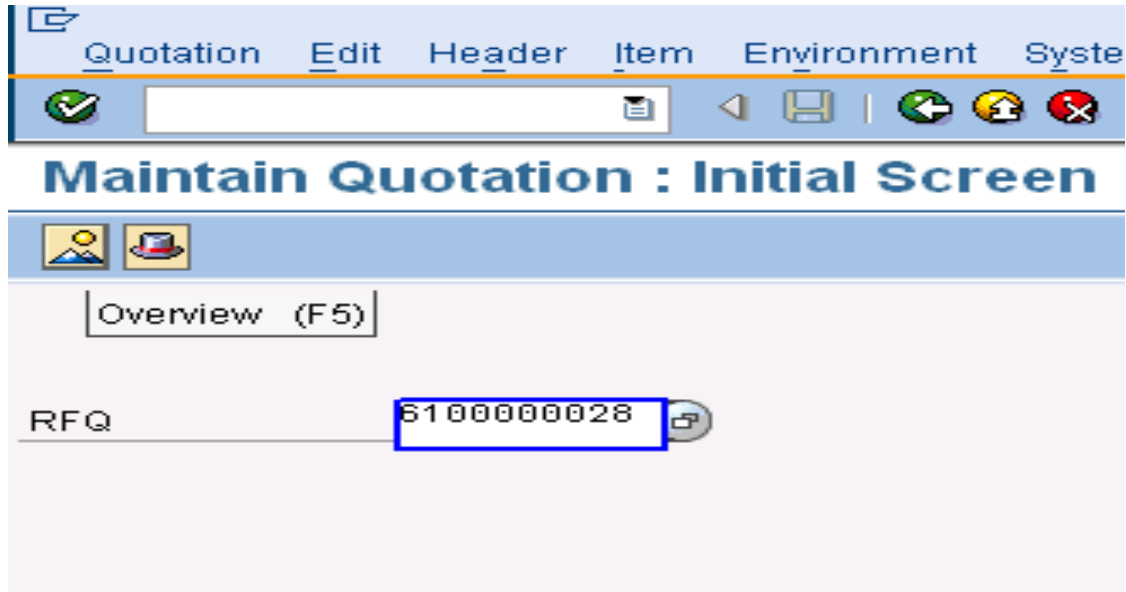 Quotation Edit Header Item Environment Syste
Maintain Quotation : Initial Screen
Overview (F5)
RFQ 6100000028